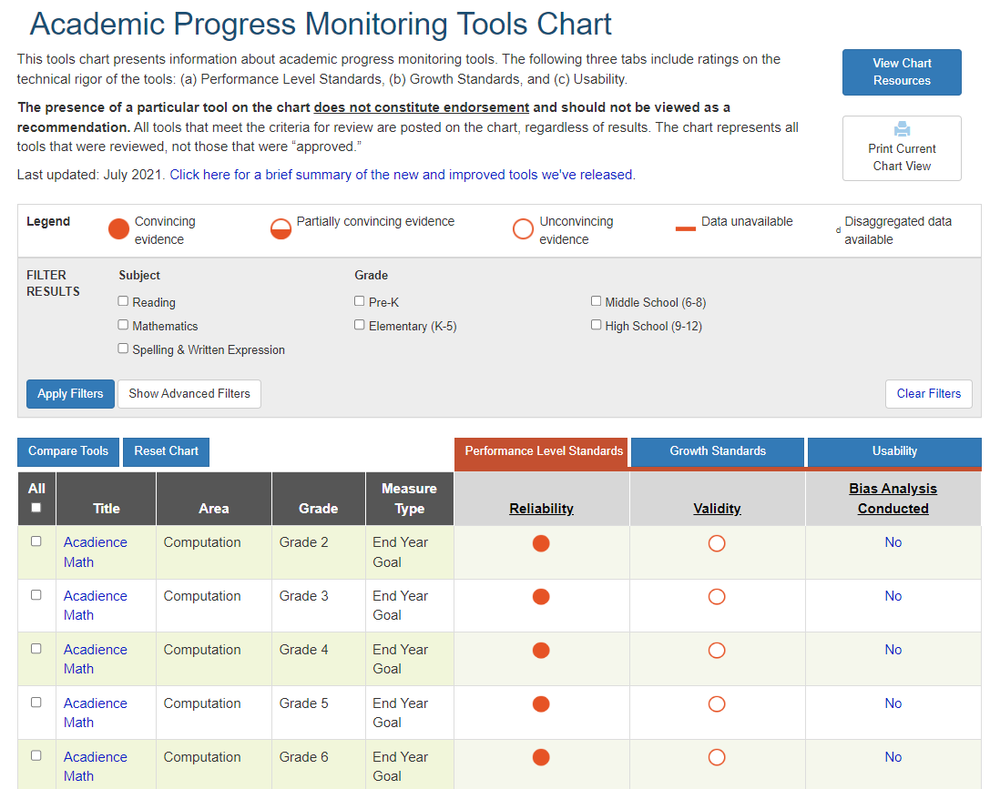 Academic Progress Monitoring Tools Chart
This tools chart presents information about academic progress monitoring tools. The following three tabs include ratings on the
technical rigor of the tools: (a) Performance Level Standards, (b) Growth Standards, and (c) Usability.
The presence of a particular tool on the chart does not constitute endorsement and should not be viewed as a
recommendation. All tools that meet the criteria for review are posted on the chart, regardless of results. The chart represents all
tools that were reviewed, not those that were “approved.”
Last updated: July 2021. Click here for a brief summary of the new and improved tools we've released.
View Chart
Resources
Print Current
Chart View
Legend
Convincing
evidence
Partially convincing evidence
Unconvincing
evidence
Data unavailable
d
Disaggregated data
available
FILTER
RESULTS
Subject
Reading
Mathematics
Spelling & Written Expression
Grade
Pre-K
Elementary (K-5)
Middle School (6-8)
High School (9-12)
Apply Filters
Show Advanced Filters
Clear Filters
Compare Tools
Reset Chart
Performance Level Standards
Growth Standards
Usability
All
Title
Area
Grade
Measure
Type
Reliability
Validity
Bias Analysis
Conducted
Acadience
Math
Computation
Grade 2
End Year
Goal
No
Acadience
Math
Computation
Grade 3
End Year
Goal
No
Acadience
Math
Computation
Grade 4
End Year
Goal
No
Acadience
Math
Computation
Grade 5
End Year
Goal
No
Acadience
Math
Computation
Grade 6
End Year
Goal
No